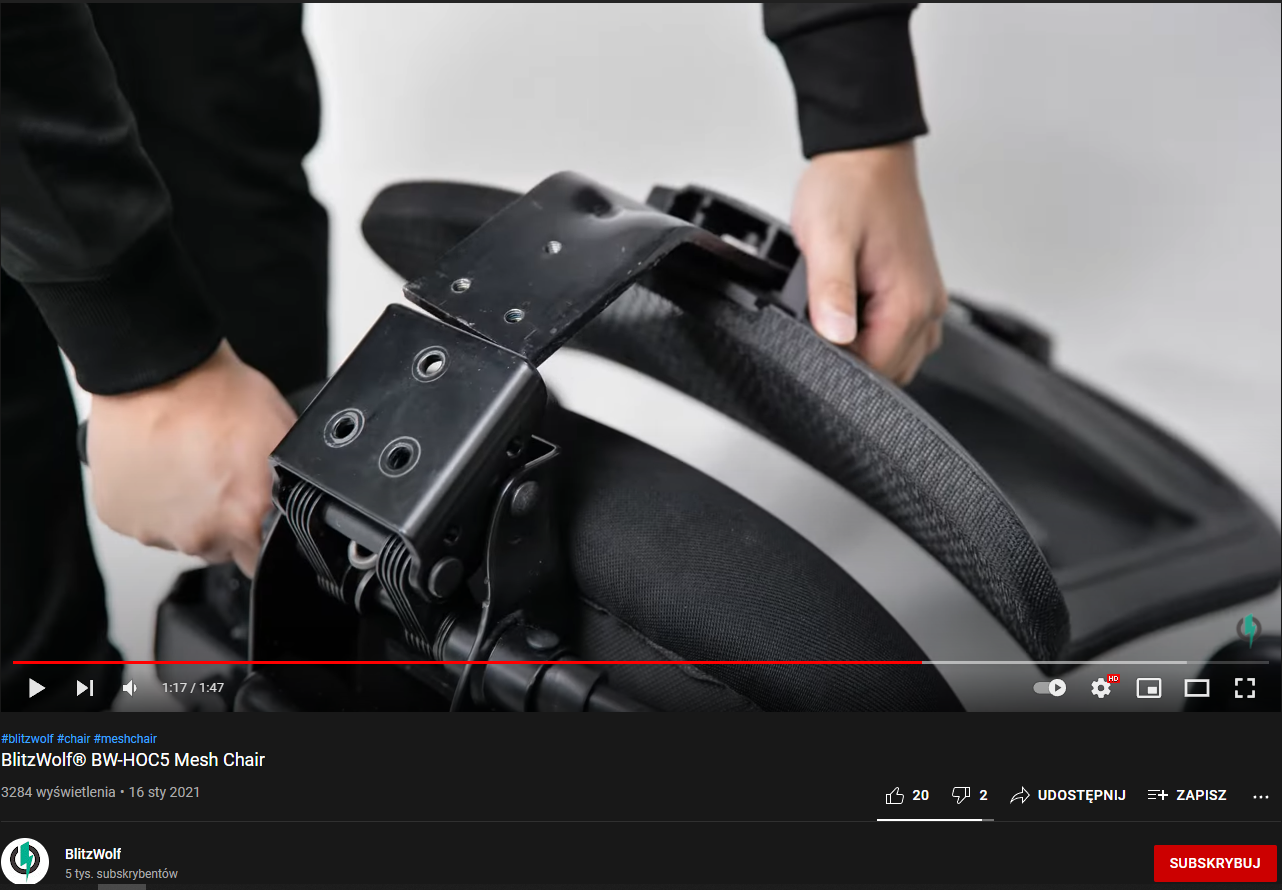 1:17 / 1:47
HD
#blitzwolf #chair #meshchair
BlitzWolf® BW-HOC5 Mesh Chair
3284 wyświetlenia • 16 sty 2021
20
2
UDOSTĘPNIJ
ZAPISZ
BlitzWolf
5 tys. subskrybentów
SUBSKRYBUJ